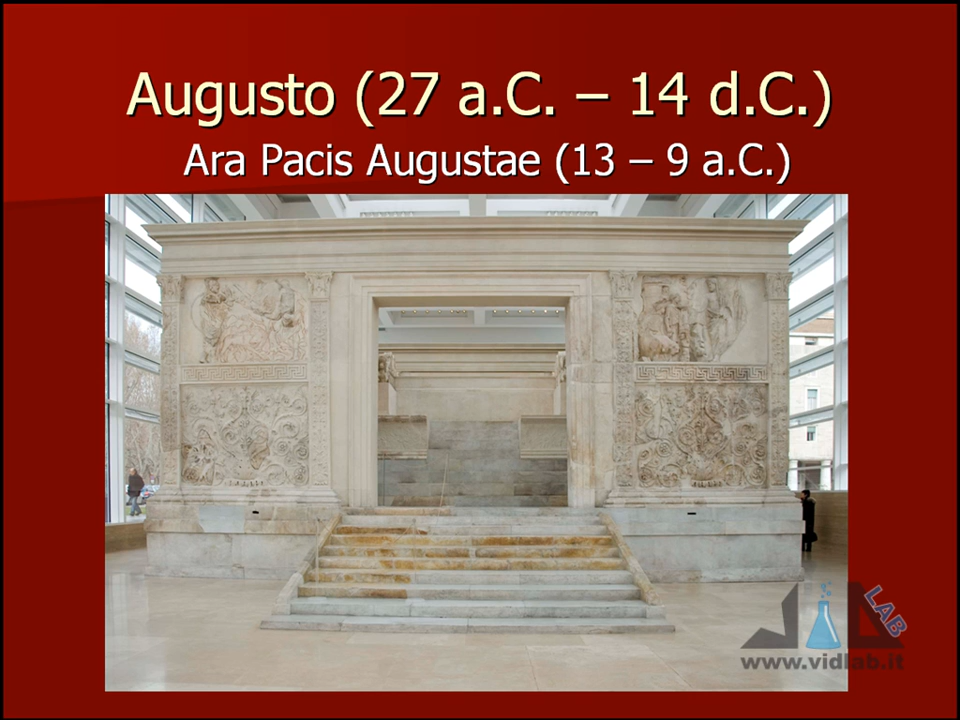 Augusto (27 a.C. – 14 d.C.)
Ara Pacis Augustae (13 – 9 a.C.)
LAB
www.vidlab.it